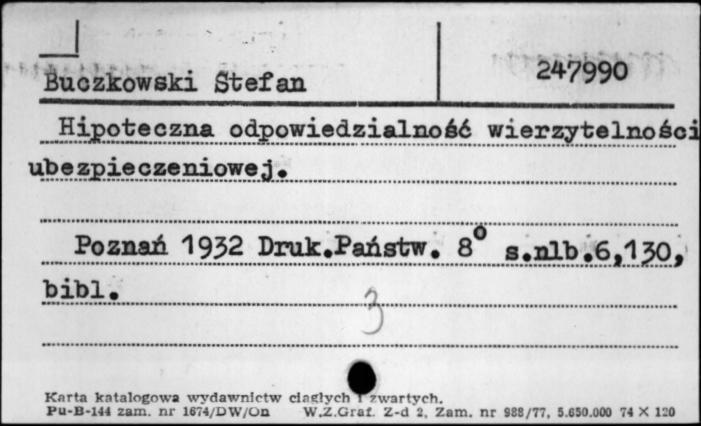 Buczkowski Stefan 247990
Hipoteczna odpowiedzialność wierzytelności
ubezpieczeniowej.
Poznań 1932 Druk.Państw. 8° s.nlb.6,130,
bibl.
3
Karta katalogowa wydawnictw ciągłych i zwartych.
Pu-B-144 zam. nr 1674/DW/On W.Z.Graf. Z-d 2, Zam. nr 988/77, 5.650.000 74 X 120